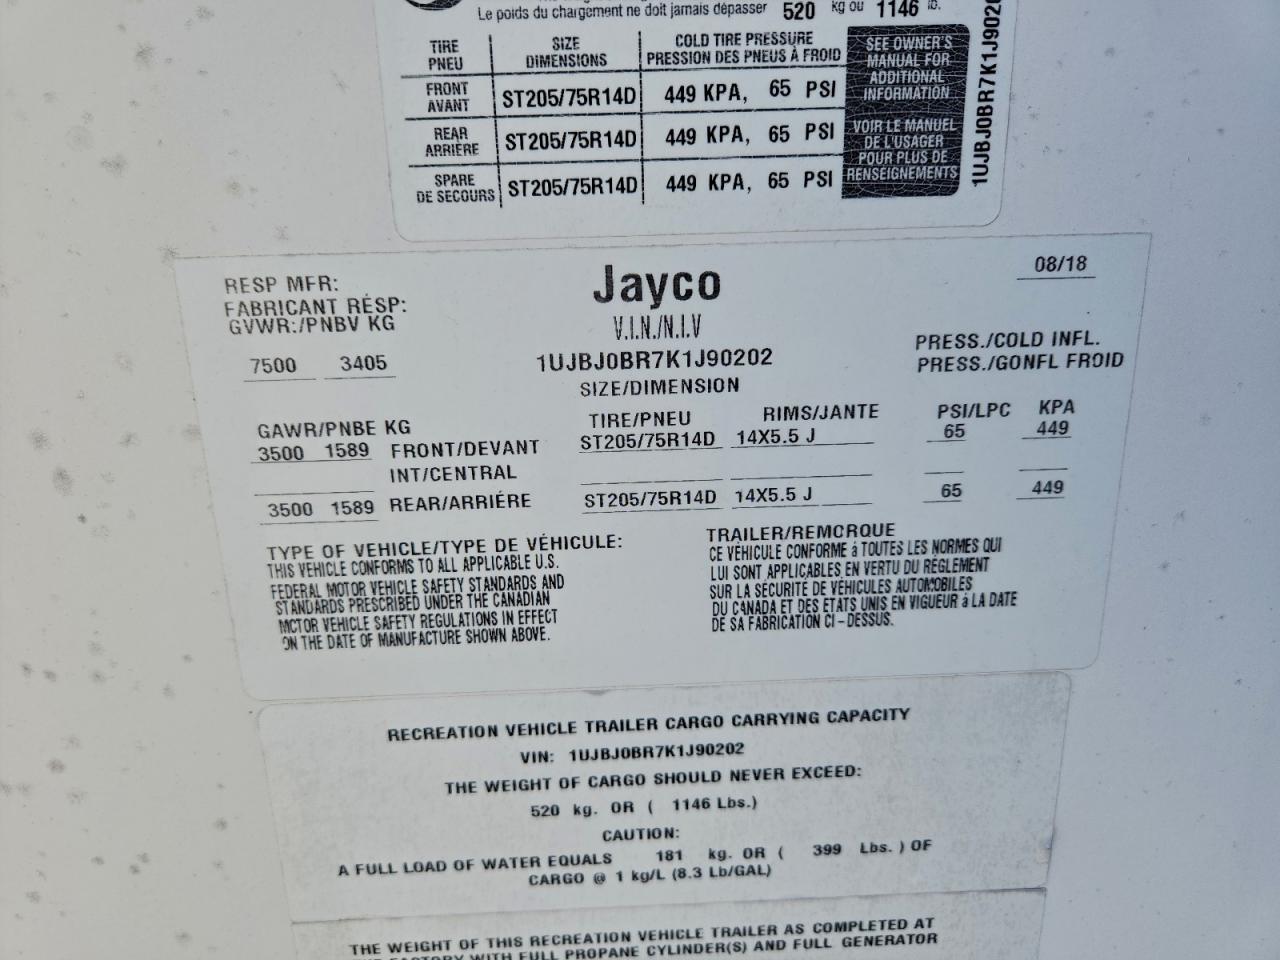 Le poids du chargement ne doit jamais dépasser 520 kg ou 1146 lb.
TIRE PNEU SIZE DIMENSIONS COLD TIRE PRESSURE PRESSION DES PNEUS À FROID
FRONT AVANT ST205/75R14D 449 KPA, 65 PSI
REAR ARRIÈRE ST205/75R14D 449 KPA, 65 PSI
SPARE DE SECOURS ST205/75R14D 449 KPA, 65 PSI
SEE OWNER'S
MANUAL FOR
ADDITIONAL
INFORMATION
VOIR LE MANUEL
DE L'USAGER
POUR PLUS DE
RENSEIGNEMENTS
1UJBJ0BR7K1J9020
RESP MFR:
FABRICANT RÉSP:
GVWR:/PNBV KG
7500 3405
Jayco
V.I.N./N.I.V
1UJBJ0BR7K1J90202
SIZE/DIMENSION
08/18
PRESS./COLD INFL.
PRESS./GONFL FROID
GAWR/PNBE KG TIRE/PNEU RIMS/JANTE PSI/LPC KPA
3500 1589 FRONT/DEVANT ST205/75R14D 14X5.5 J 65 449
INT/CENTRAL
3500 1589 REAR/ARRIÉRE ST205/75R14D 14X5.5 J 65 449
TYPE OF VEHICLE/TYPE DE VÉHICULE:
THIS VEHICLE CONFORMS TO ALL APPLICABLE U.S.
FEDERAL MOTOR VEHICLE SAFETY STANDARDS AND
STANDARDS PRESCRIBED UNDER THE CANADIAN
MOTOR VEHICLE SAFETY REGULATIONS IN EFFECT
ON THE DATE OF MANUFACTURE SHOWN ABOVE.
TRAILER/REMCRQUE
CE VÉHICULE CONFORME á TOUTES LES NORMES QUI
LUI SONT APPLICABLES EN VERTU DU RÉGLEMENT
SUR LA SÉCURITÉ DE VÉHICULES AUTOMOBILES
DU CANADA ET DES ÉTATS UNIS EN VIGUEUR á LA DATE
DE SA FABRICATION CI-DESSUS.
RECREATION VEHICLE TRAILER CARGO CARRYING CAPACITY
VIN: 1UJBJ0BR7K1J90202
THE WEIGHT OF CARGO SHOULD NEVER EXCEED:
520 kg. OR ( 1146 Lbs.)
CAUTION:
A FULL LOAD OF WATER EQUALS 181 kg. OR ( 399 Lbs. ) OF
CARGO @ 1 kg/L (8.3 Lb/GAL)
THE WEIGHT OF THIS RECREATION VEHICLE TRAILER AS COMPLETED AT
THE FACTORY WITH FULL PROPANE CYLINDER(S) AND FULL GENERATOR